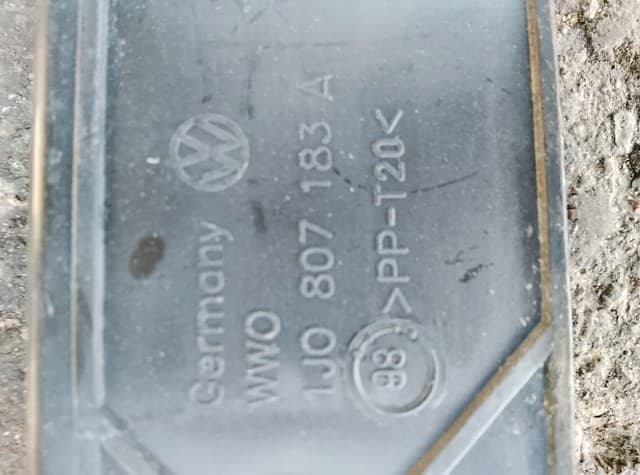 Germany
WWO
1J0 807 183 A
>PP-T20<
98